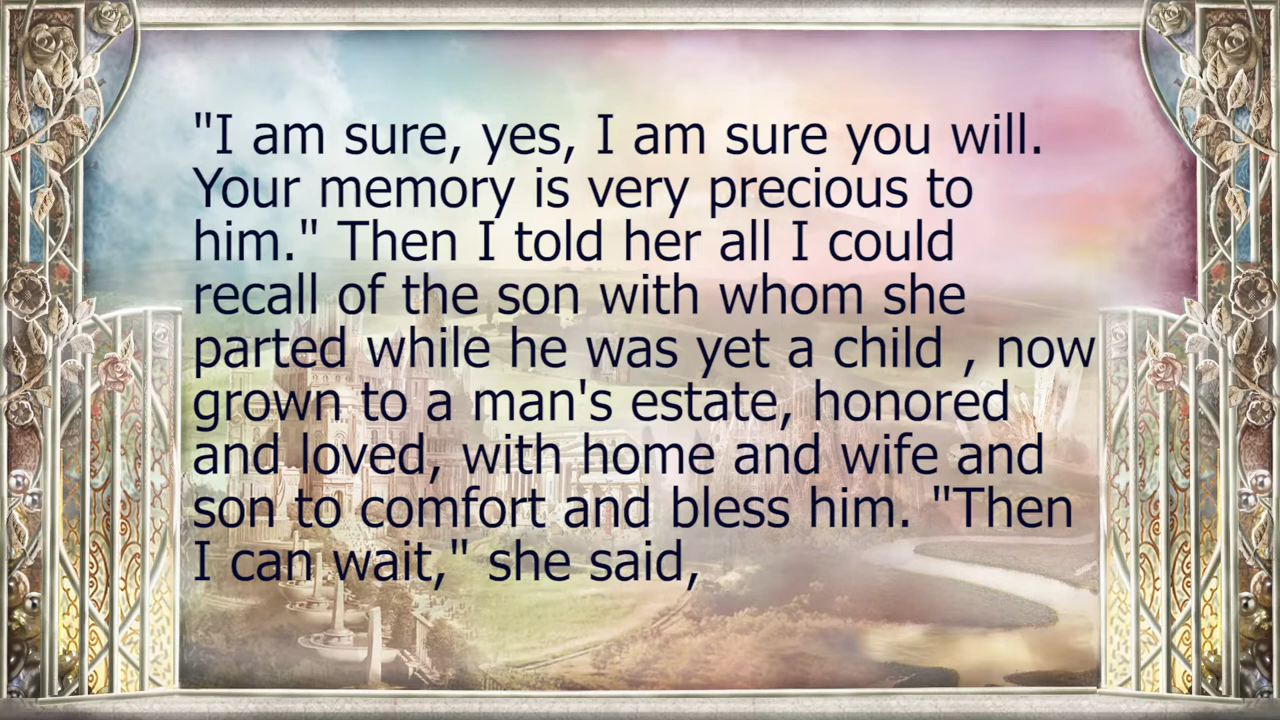 "I am sure, yes, I am sure you will.
Your memory is very precious to
him." Then I told her all I could
recall of the son with whom she
parted while he was yet a child , now
grown to a man's estate, honored
and loved, with home and wife and
son to comfort and bless him. "Then
I can wait," she said,